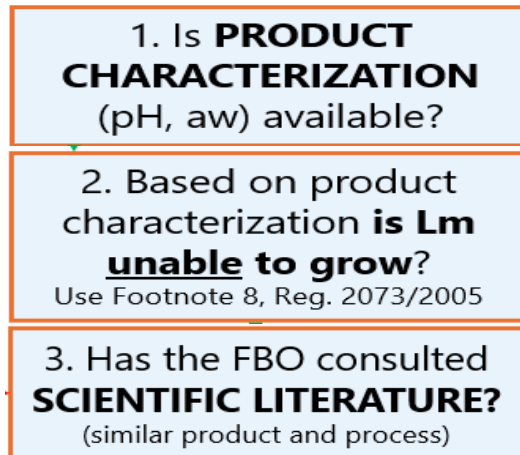 1. Is PRODUCT
CHARACTERIZATION
(pH, aw) available?
2. Based on product
characterization is Lm
unable to grow?
Use Footnote 8, Reg. 2073/2005
3. Has the FBO consulted
SCIENTIFIC LITERATURE?
(similar product and process)